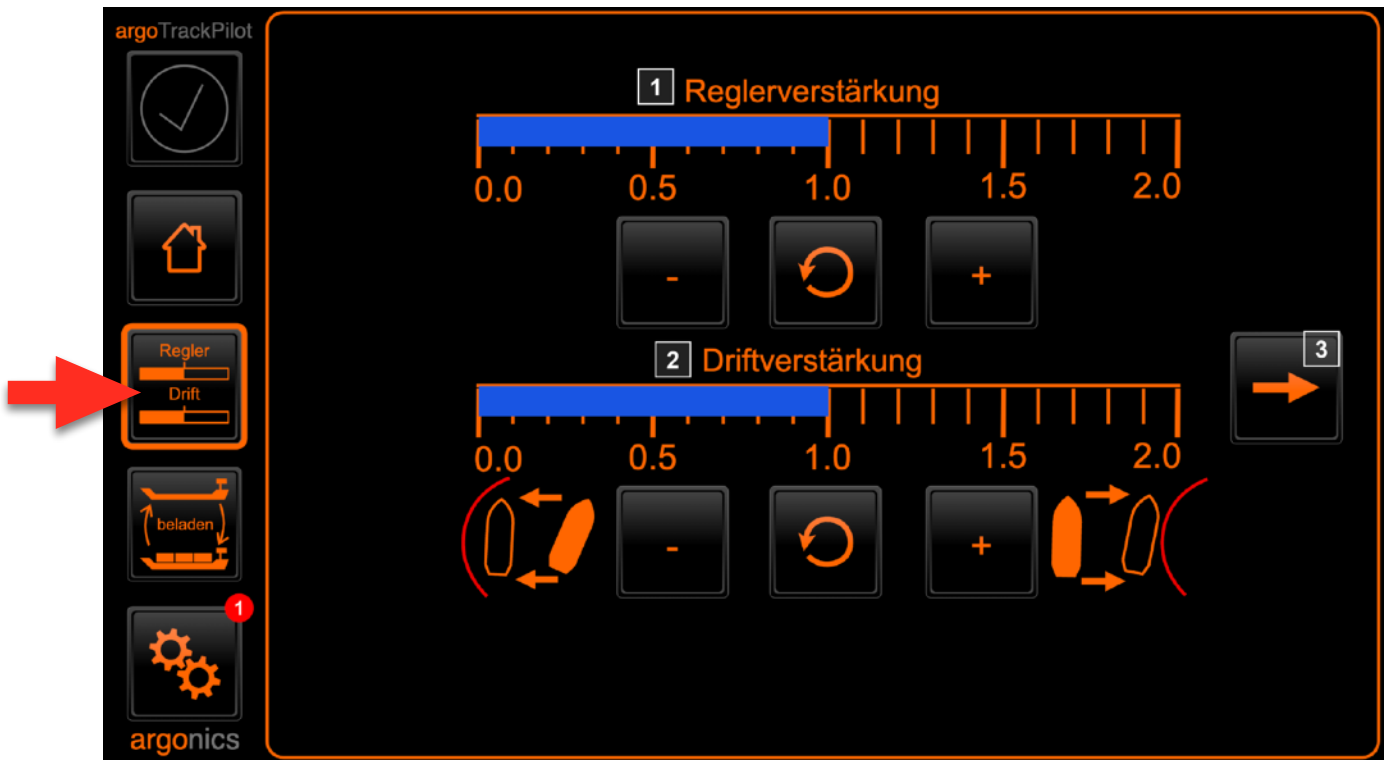 argoTrackPilot
Regler
Drift
beladen
1
argonics
1 Reglerverstärkung
0.0 0.5 1.0 1.5 2.0
- +
2 Driftverstärkung
0.0 0.5 1.0 1.5 2.0
- +
3